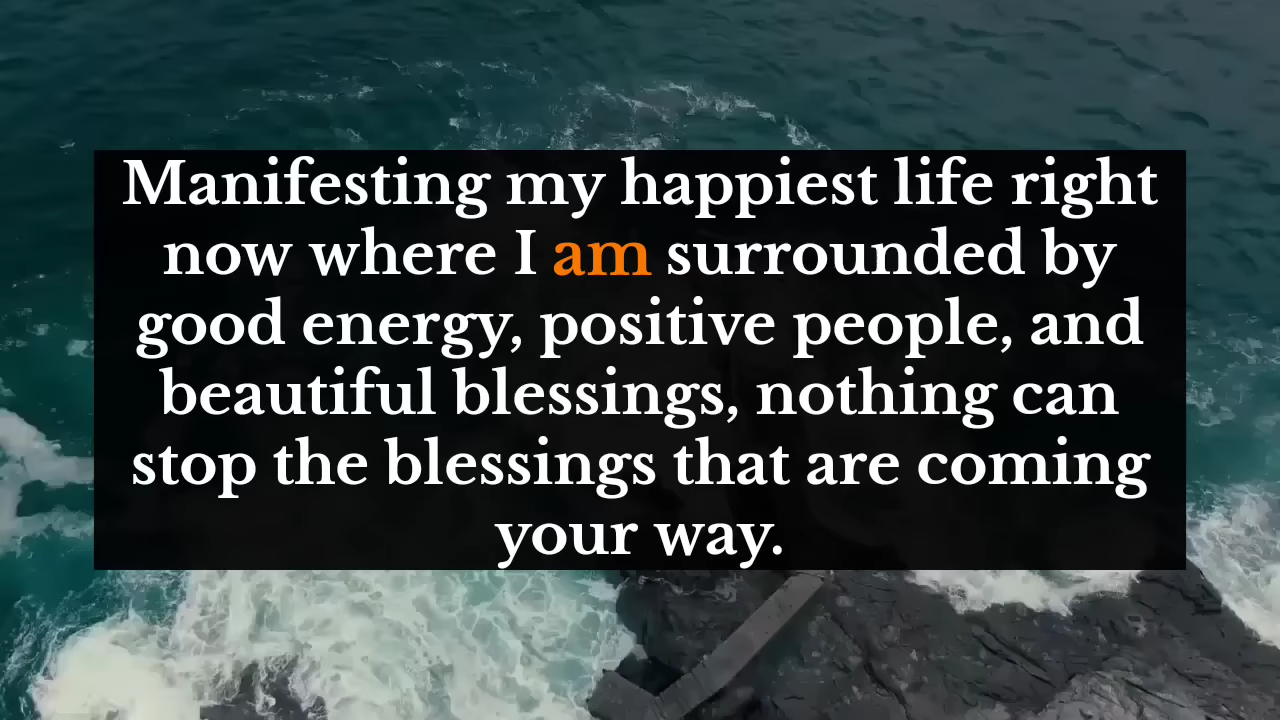 Manifesting my happiest life right
now where I am surrounded by
good energy, positive people, and
beautiful blessings, nothing can
stop the blessings that are coming
your way.